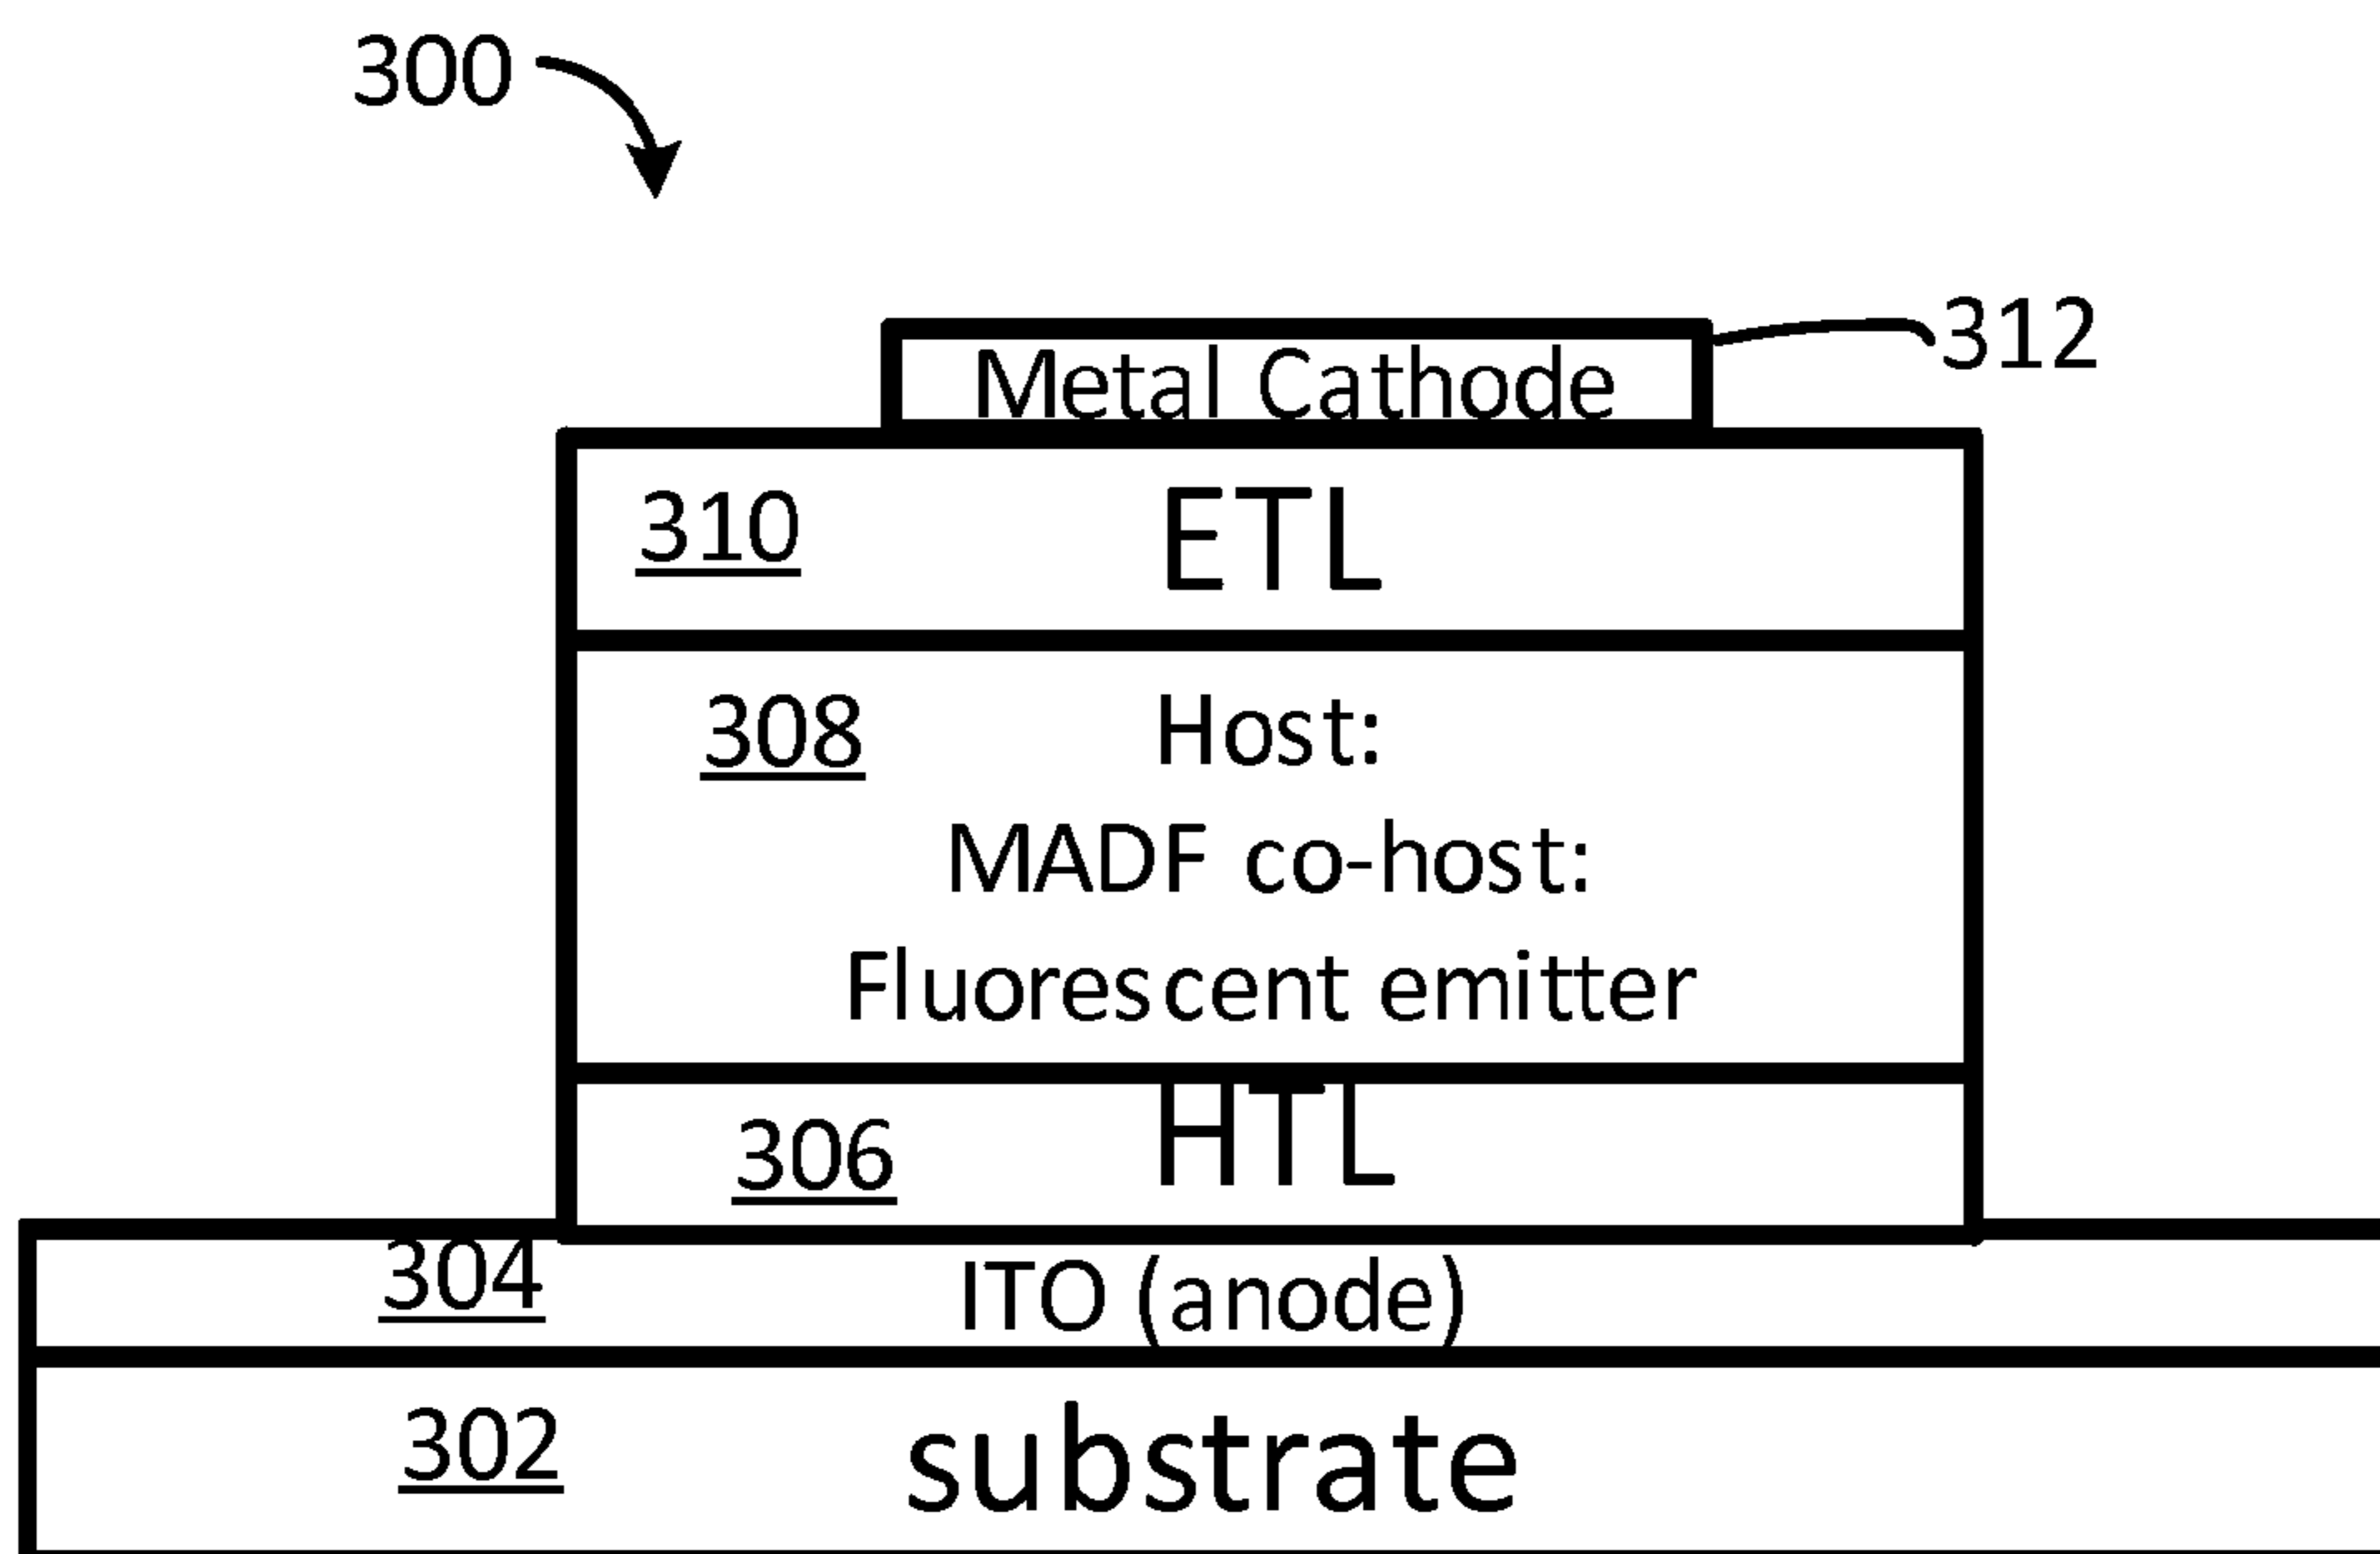 300
312
Metal Cathode
310 ETL
308 Host:
MADF co-host:
Fluorescent emitter
306 HTL
304 ITO (anode)
302 substrate